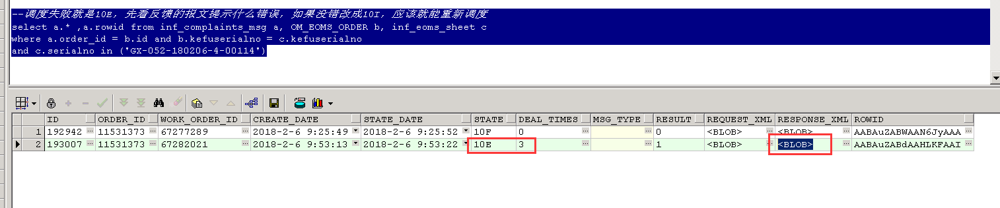 --调度失败就是10E，先看反馈的报文提示什么错误，如果没错改成10I，应该就能重新调度
select a.* ,a.rowid from inf_complaints_msg a, OM_EOMS_ORDER b, inf_eoms_sheet c
where a.order_id = b.id and b.kefuserialno = c.kefuserialno
and c.serialno in ('GX-052-180206-4-00114')
ID ORDER_ID WORK_ORDER_ID CREATE_DATE STATE_DATE STATE DEAL_TIMES MSG_TYPE RESULT REQUEST_XML RESPONSE_XML ROWID
1 192942 11531373 67277289 2018-2-6 9:25:49 2018-2-6 9:25:52 10F 0 0 <BLOB> <BLOB> AABAuZABWAAN6JyAAA
2 193007 11531373 67282021 2018-2-6 9:53:13 2018-2-6 9:53:22 10E 3 1 <BLOB> <BLOB> AABAuZABdAAHLKFAAI